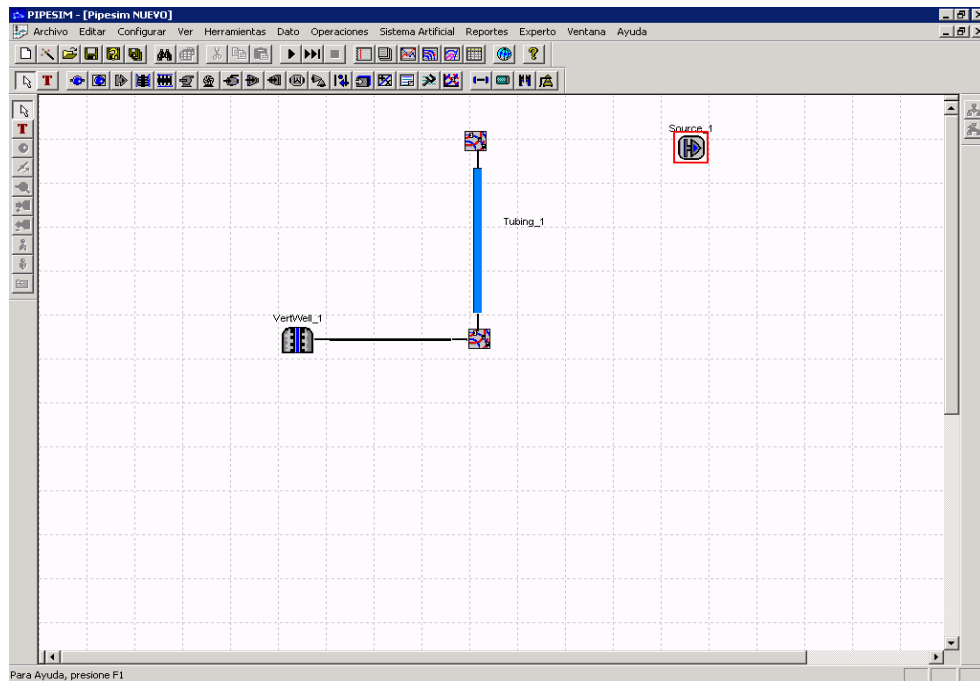 PIPESIM - [Pipesim NUEVO]
Archivo Editar Configurar Ver Herramientas Dato Operaciones Sistema Artificial Reportes Experto Ventana Ayuda
T
T
Source_1
Tubing_1
VertWell_1
Para Ayuda, presione F1